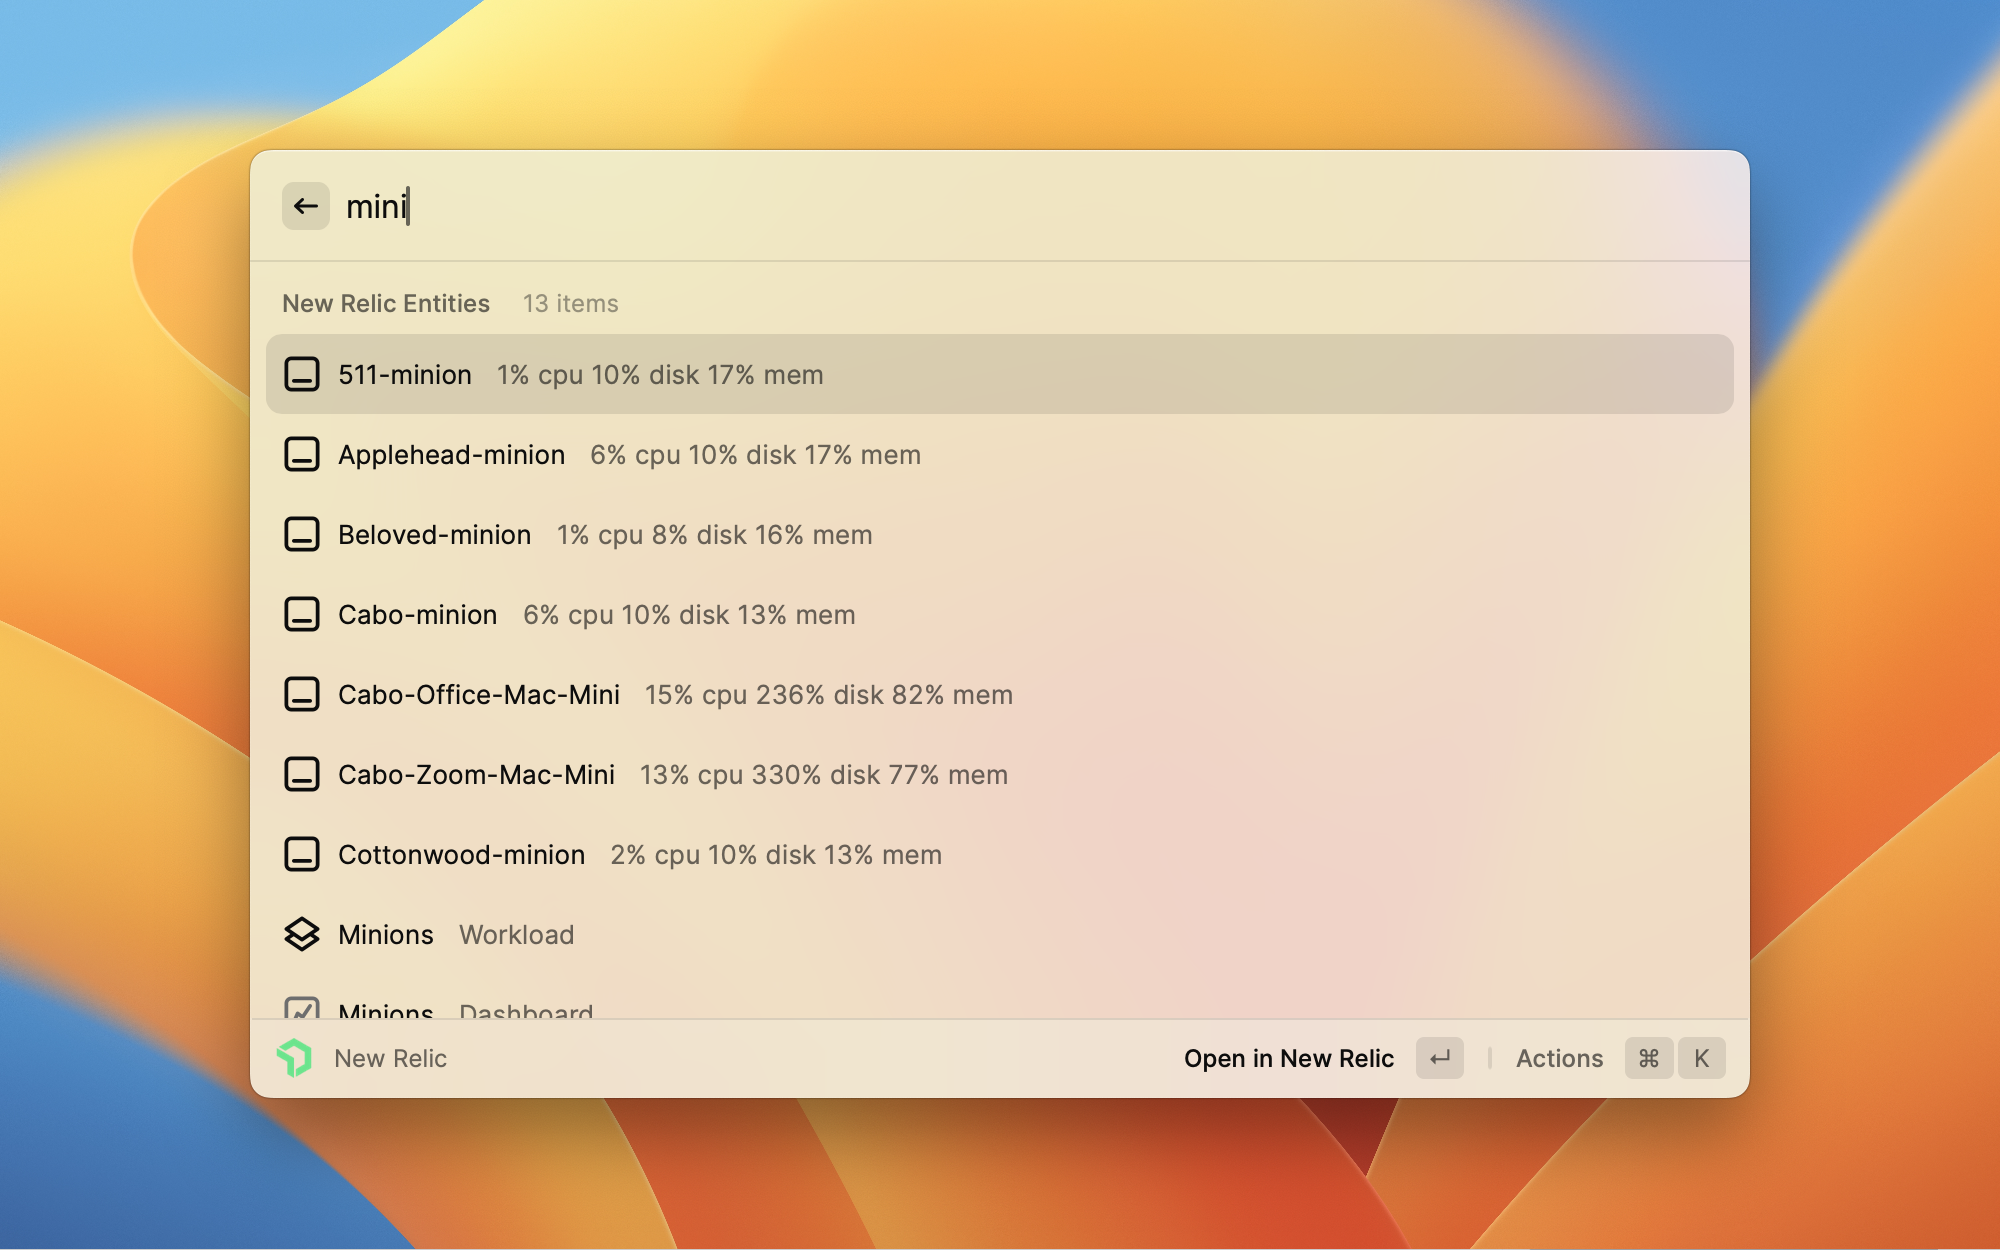 mini
New Relic Entities 13 items
511-minion 1% cpu 10% disk 17% mem
Applehead-minion 6% cpu 10% disk 17% mem
Beloved-minion 1% cpu 8% disk 16% mem
Cabo-minion 6% cpu 10% disk 13% mem
Cabo-Office-Mac-Mini 15% cpu 236% disk 82% mem
Cabo-Zoom-Mac-Mini 13% cpu 330% disk 77% mem
Cottonwood-minion 2% cpu 10% disk 13% mem
Minions Workload
Minions Dashboard
New Relic Open in New Relic ↵ Actions ⌘ K